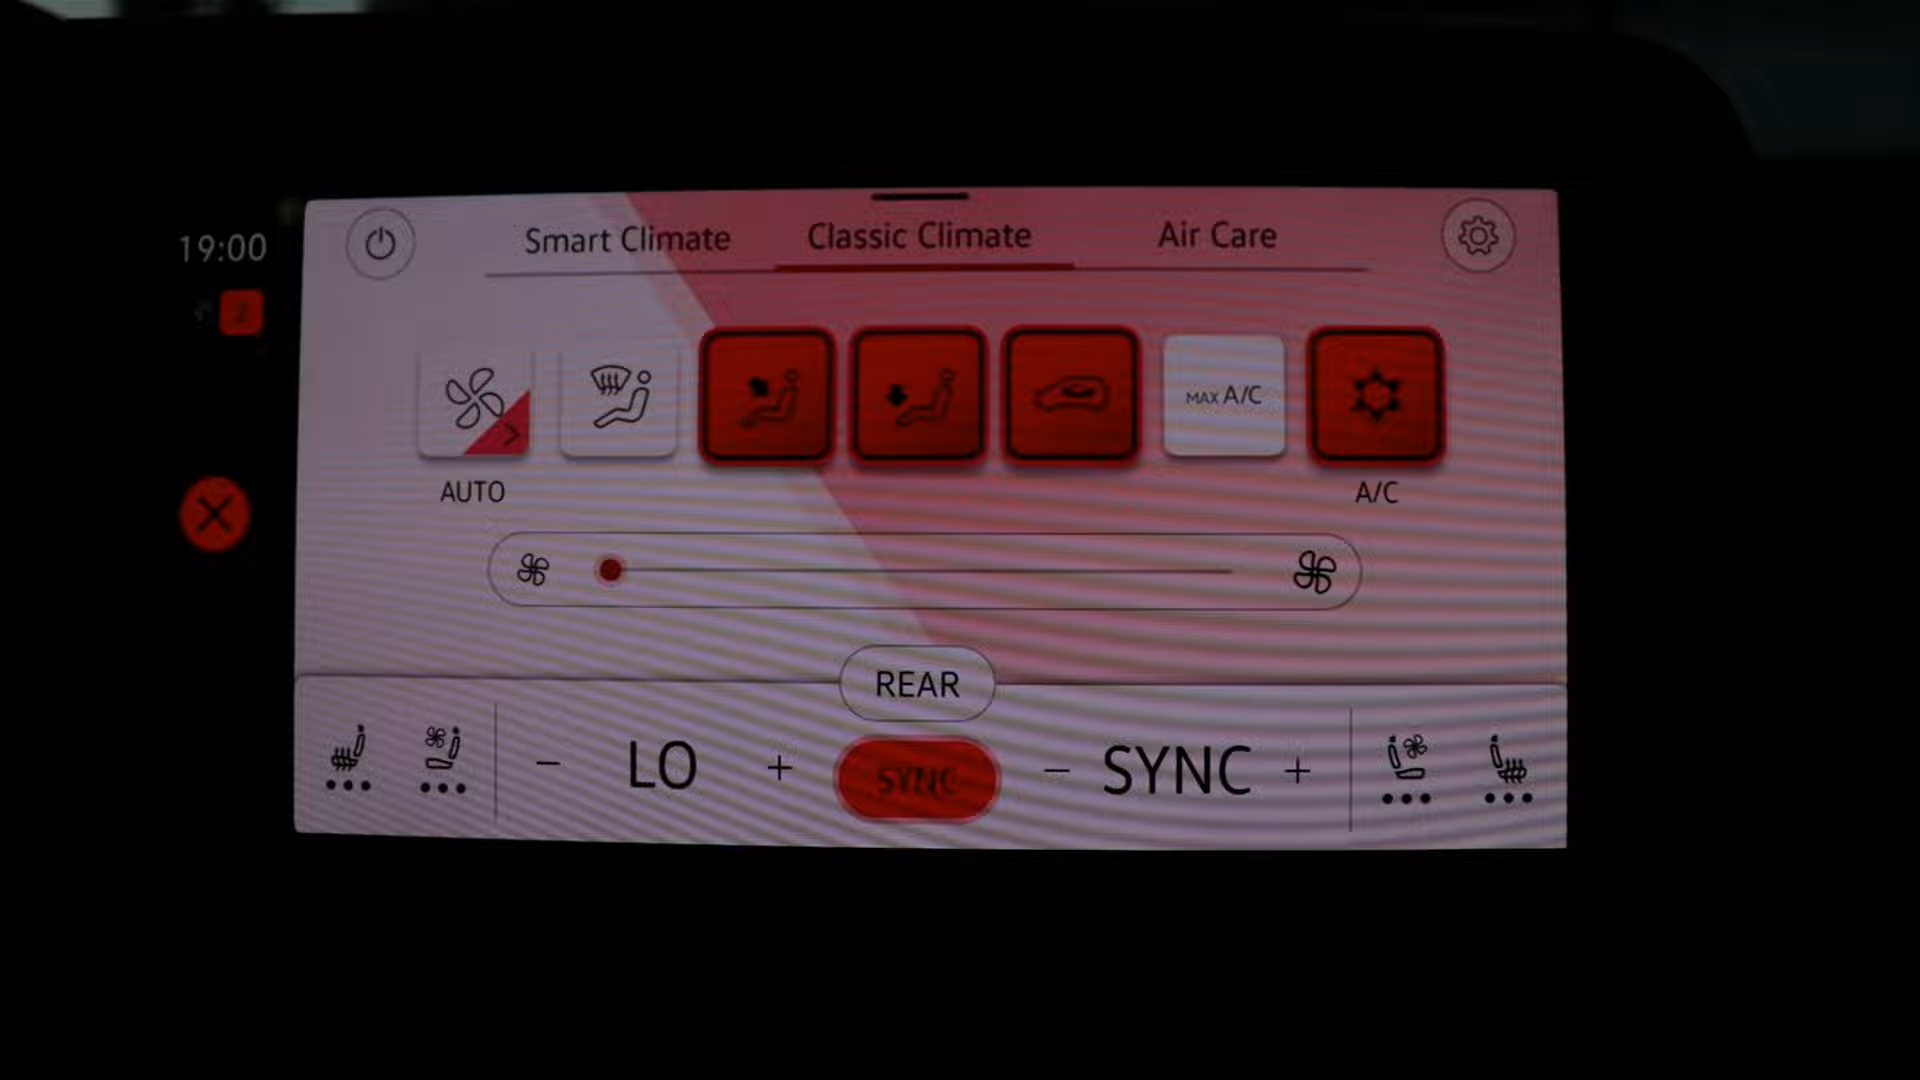 19:00
Smart Climate
Classic Climate
Air Care
MAX A/C
AUTO
A/C
REAR
LO
SYNC
SYNC